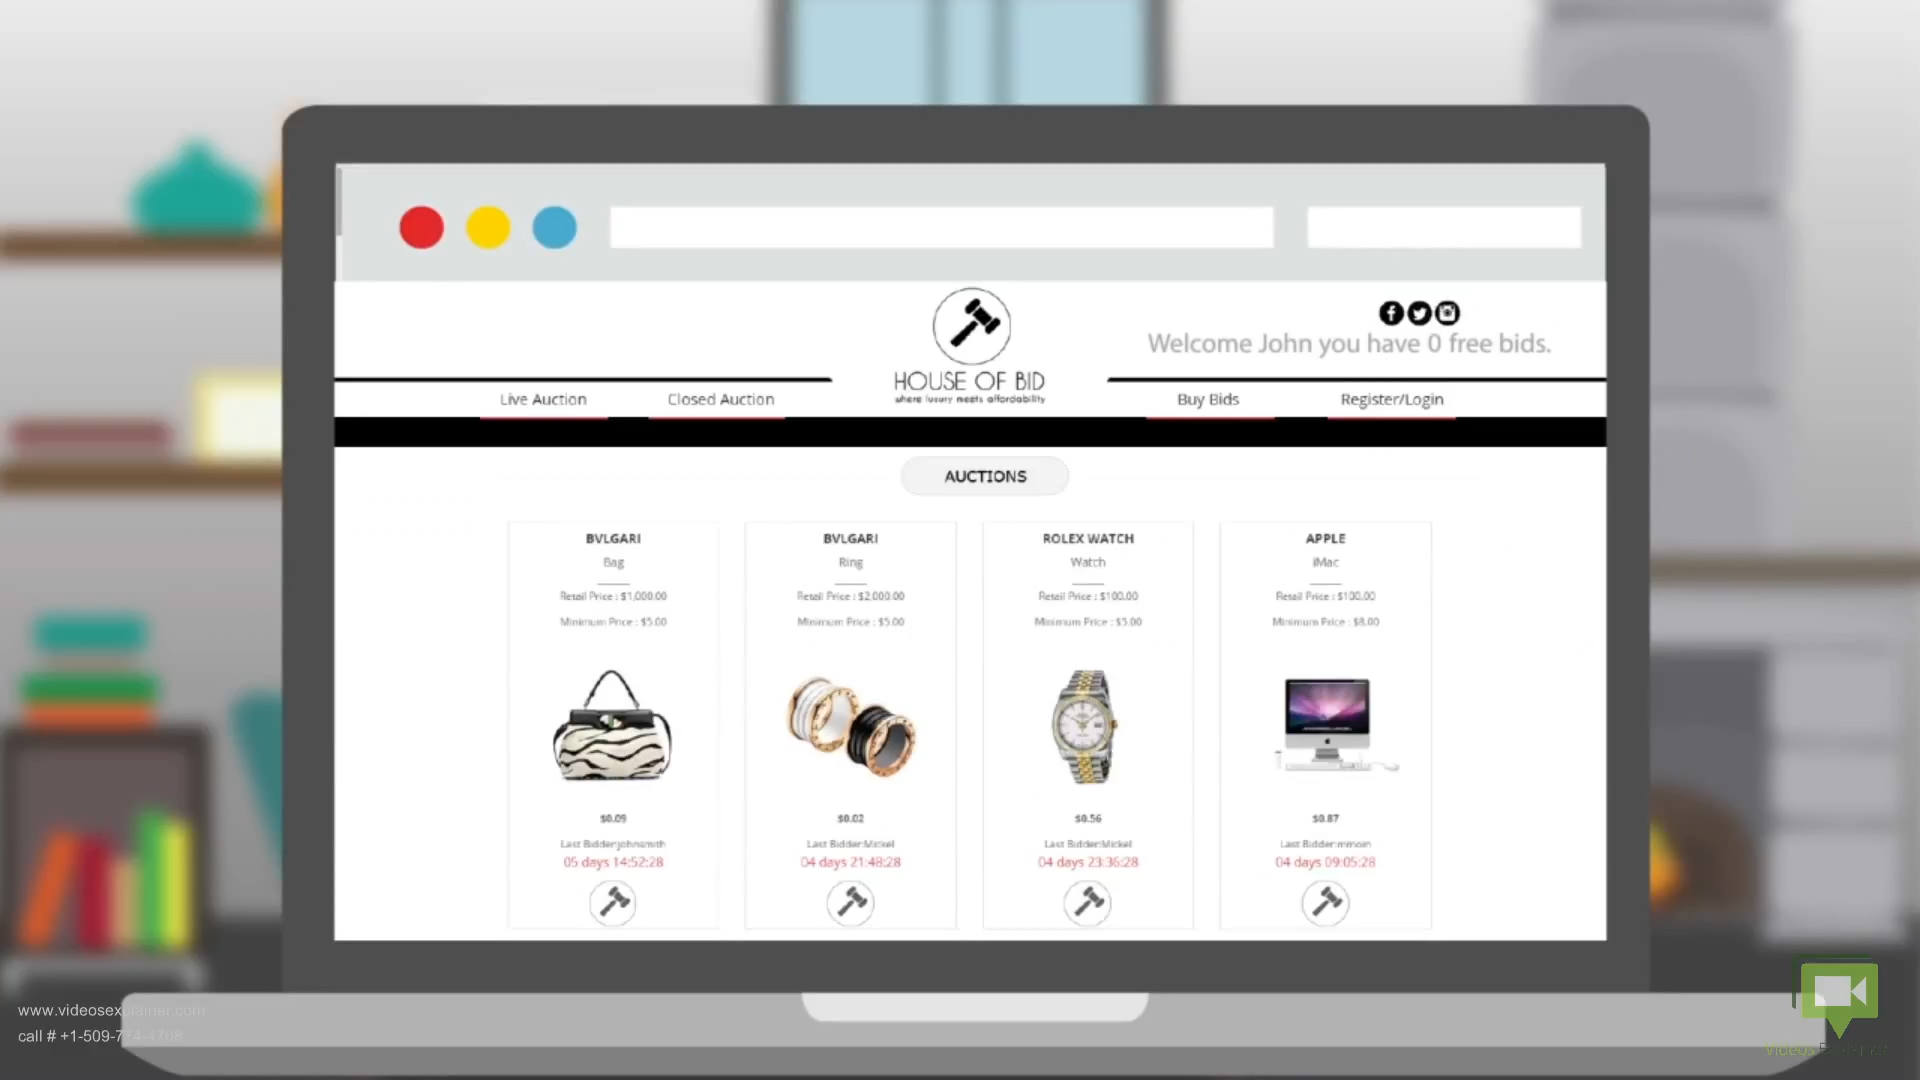 Welcome John you have 0 free bids.
HOUSE OF BID
where luxury meets affordability
Live Auction
Closed Auction
Buy Bids
Register/Login
AUCTIONS
BVLGARI
Bag
Retail Price : $1,000.00
Minimum Price : $5.00
$0.09
Last Bidder:johnsmith
05 days 14:52:28
BVLGARI
Ring
Retail Price : $2,000.00
Minimum Price : $5.00
$0.02
Last Bidder:Mickel
04 days 21:48:28
ROLEX WATCH
Watch
Retail Price : $100.00
Minimum Price : $5.00
$0.56
Last Bidder:Mickel
04 days 23:36:28
APPLE
iMac
Retail Price : $100.00
Minimum Price : $8.00
$0.87
Last Bidder:mmoin
04 days 09:05:28
www.videosexplainer.com
call # +1-509-774-4768
Videos Explainer